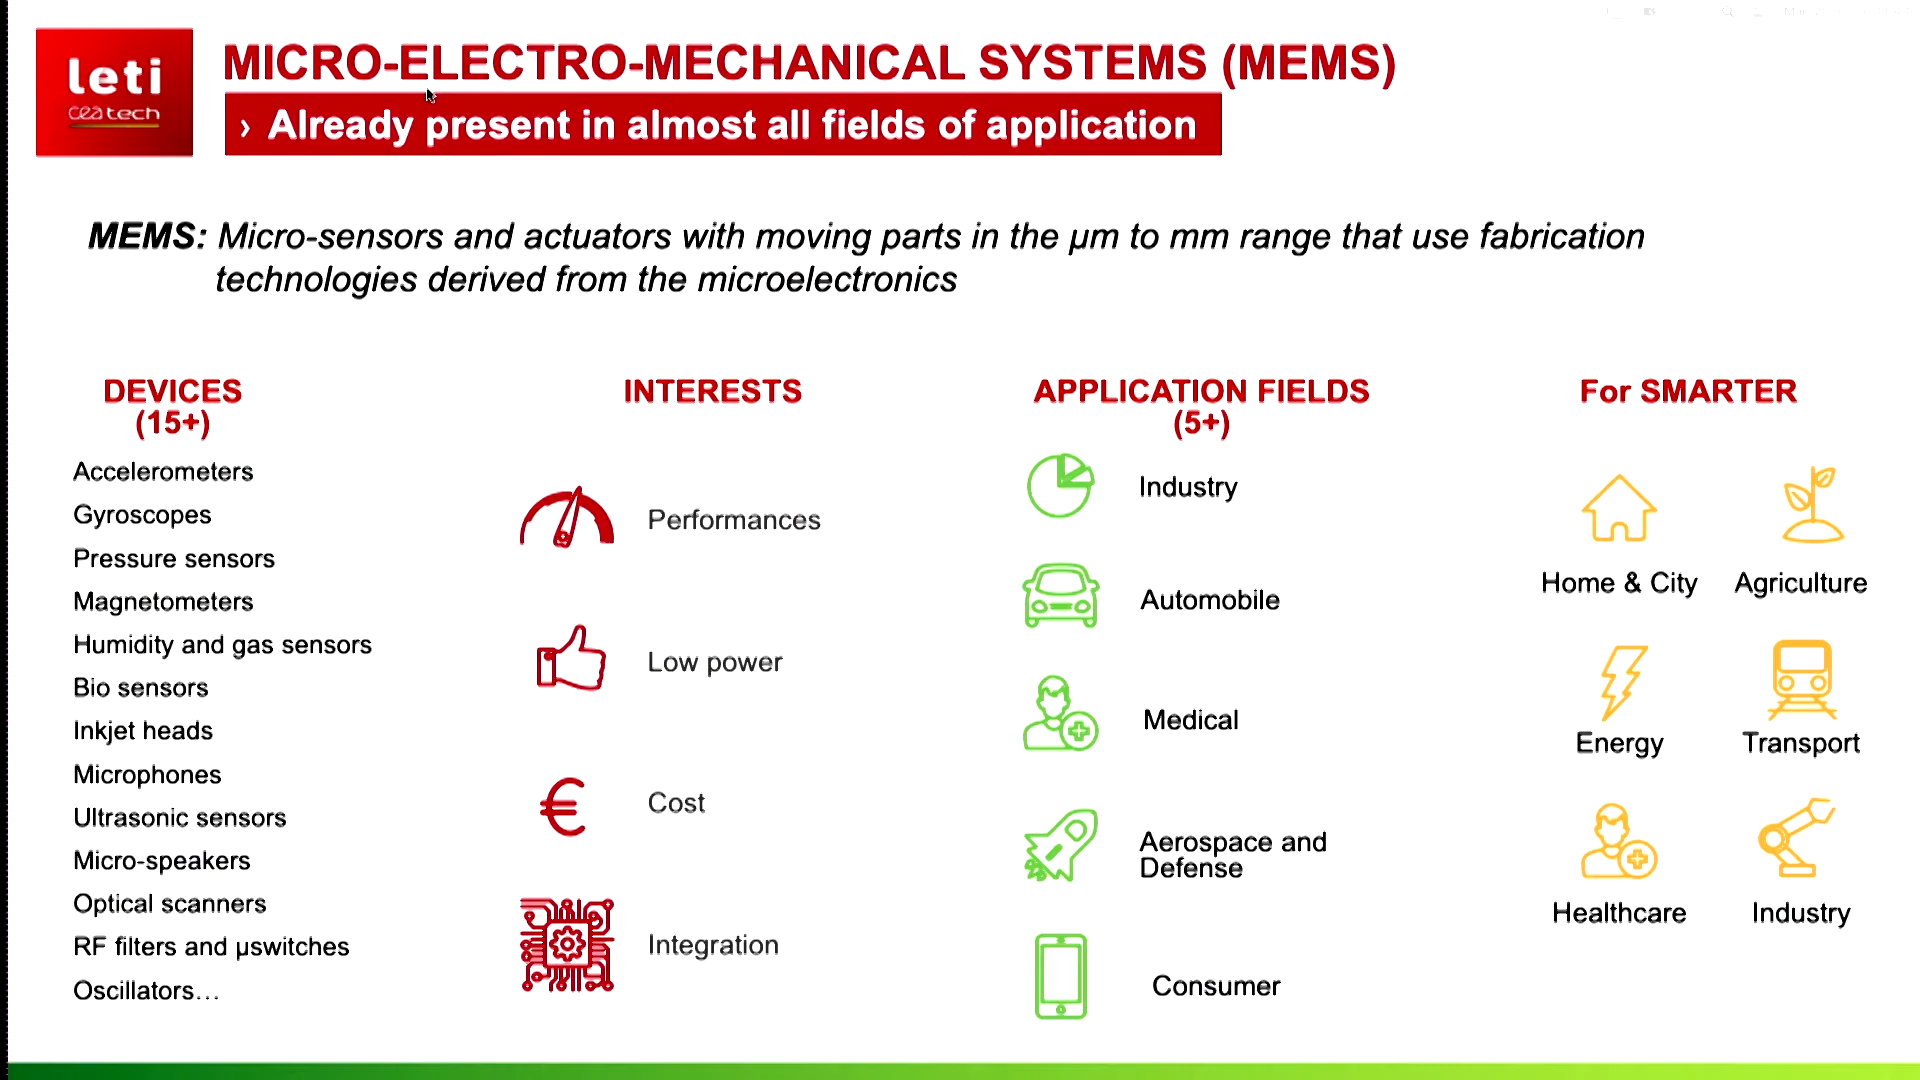 leti
ceatech
MICRO-ELECTRO-MECHANICAL SYSTEMS (MEMS)
› Already present in almost all fields of application
MEMS: Micro-sensors and actuators with moving parts in the µm to mm range that use fabrication
technologies derived from the microelectronics
DEVICES
(15+)
Accelerometers
Gyroscopes
Pressure sensors
Magnetometers
Humidity and gas sensors
Bio sensors
Inkjet heads
Microphones
Ultrasonic sensors
Micro-speakers
Optical scanners
RF filters and µswitches
Oscillators…
INTERESTS
Performances
Low power
€
Cost
Integration
APPLICATION FIELDS
(5+)
Industry
Automobile
Medical
Aerospace and
Defense
Consumer
For SMARTER
Home & City
Agriculture
Energy
Transport
Healthcare
Industry